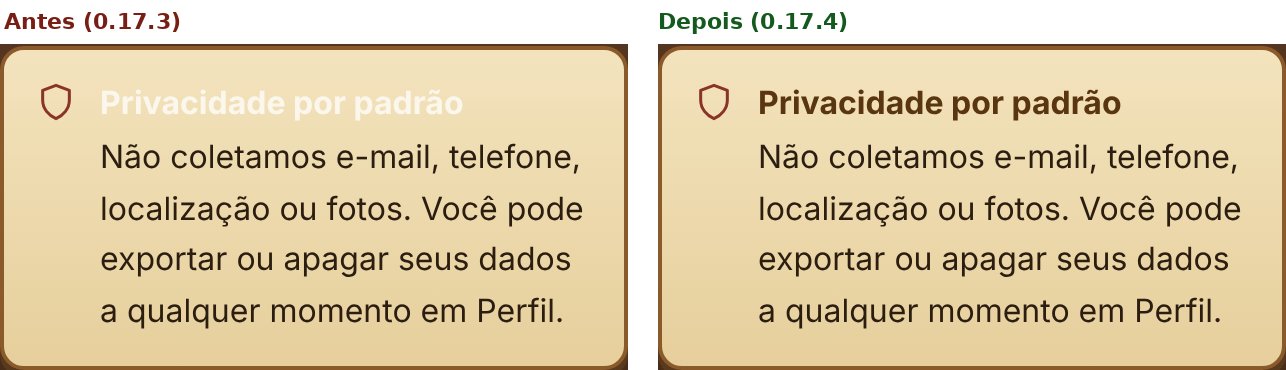 Antes (0.17.3)
Privacidade por padrão
Não coletamos e-mail, telefone,
localização ou fotos. Você pode
exportar ou apagar seus dados
a qualquer momento em Perfil.
Depois (0.17.4)
Privacidade por padrão
Não coletamos e-mail, telefone,
localização ou fotos. Você pode
exportar ou apagar seus dados
a qualquer momento em Perfil.